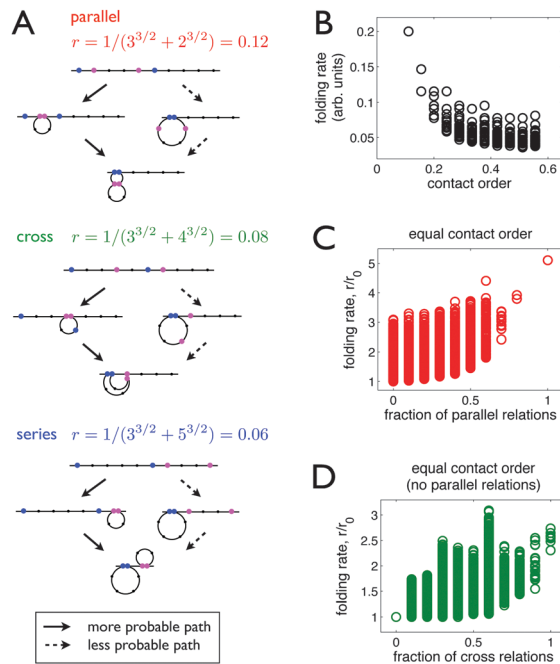 A
parallel
r = 1/(3^{3/2} + 2^{3/2}) = 0.12
cross
r = 1/(3^{3/2} + 4^{3/2}) = 0.08
series
r = 1/(3^{3/2} + 5^{3/2}) = 0.06
more probable path
less probable path
B
folding rate
(arb. units)
0.2
0.15
0.1
0.05
0
0.2
0.4
0.6
contact order
C
equal contact order
folding rate, r/r_0
5
4
3
2
1
0
0.5
1
fraction of parallel relations
D
equal contact order
(no parallel relations)
folding rate, r/r_0
3
2.5
2
1.5
1
0
0.5
1
fraction of cross relations